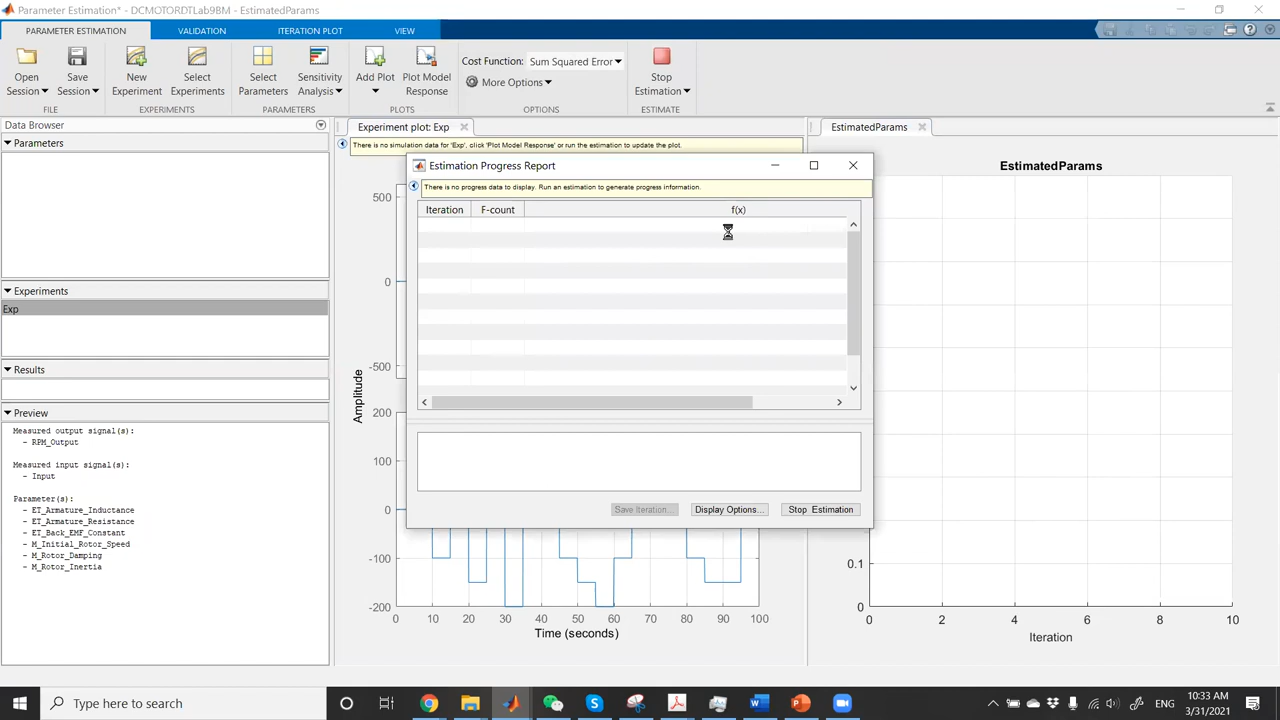 Parameter Estimation* - DCMOTORDTLab9BM - EstimatedParams
PARAMETER ESTIMATION
VALIDATION
ITERATION PLOT
VIEW
Open
Session
Save
Session
New
Experiment
Select
Experiments
Select
Parameters
Sensitivity
Analysis
Add Plot
Plot Model
Response
Cost Function: Sum Squared Error
More Options
Stop
Estimation
FILE
EXPERIMENTS
PARAMETERS
PLOTS
OPTIONS
ESTIMATE
Data Browser
Parameters
Experiments
Exp
Results
Preview
Measured output signal(s):
- RPM_Output
Measured input signal(s):
- Input
Parameter(s):
- ET_Armature_Inductance
- ET_Armature_Resistance
- ET_Back_EMF_Constant
- M_Initial_Rotor_Speed
- M_Rotor_Damping
- M_Rotor_Inertia
Experiment plot: Exp
There is no simulation data for 'Exp', click 'Plot Model Response' or run the estimation to update the plot.
500
0
-500
200
100
0
-100
-200
Amplitude
0 10 20 30 40 50 60 70 80 90 100
Time (seconds)
Estimation Progress Report
There is no progress data to display. Run an estimation to generate progress information.
Iteration F-count f(x)
Save Iteration...
Display Options...
Stop Estimation
EstimatedParams
EstimatedParams
0.1
0
0 2 4 6 8 10
Iteration
Type here to search
ENG
10:33 AM
3/31/2021